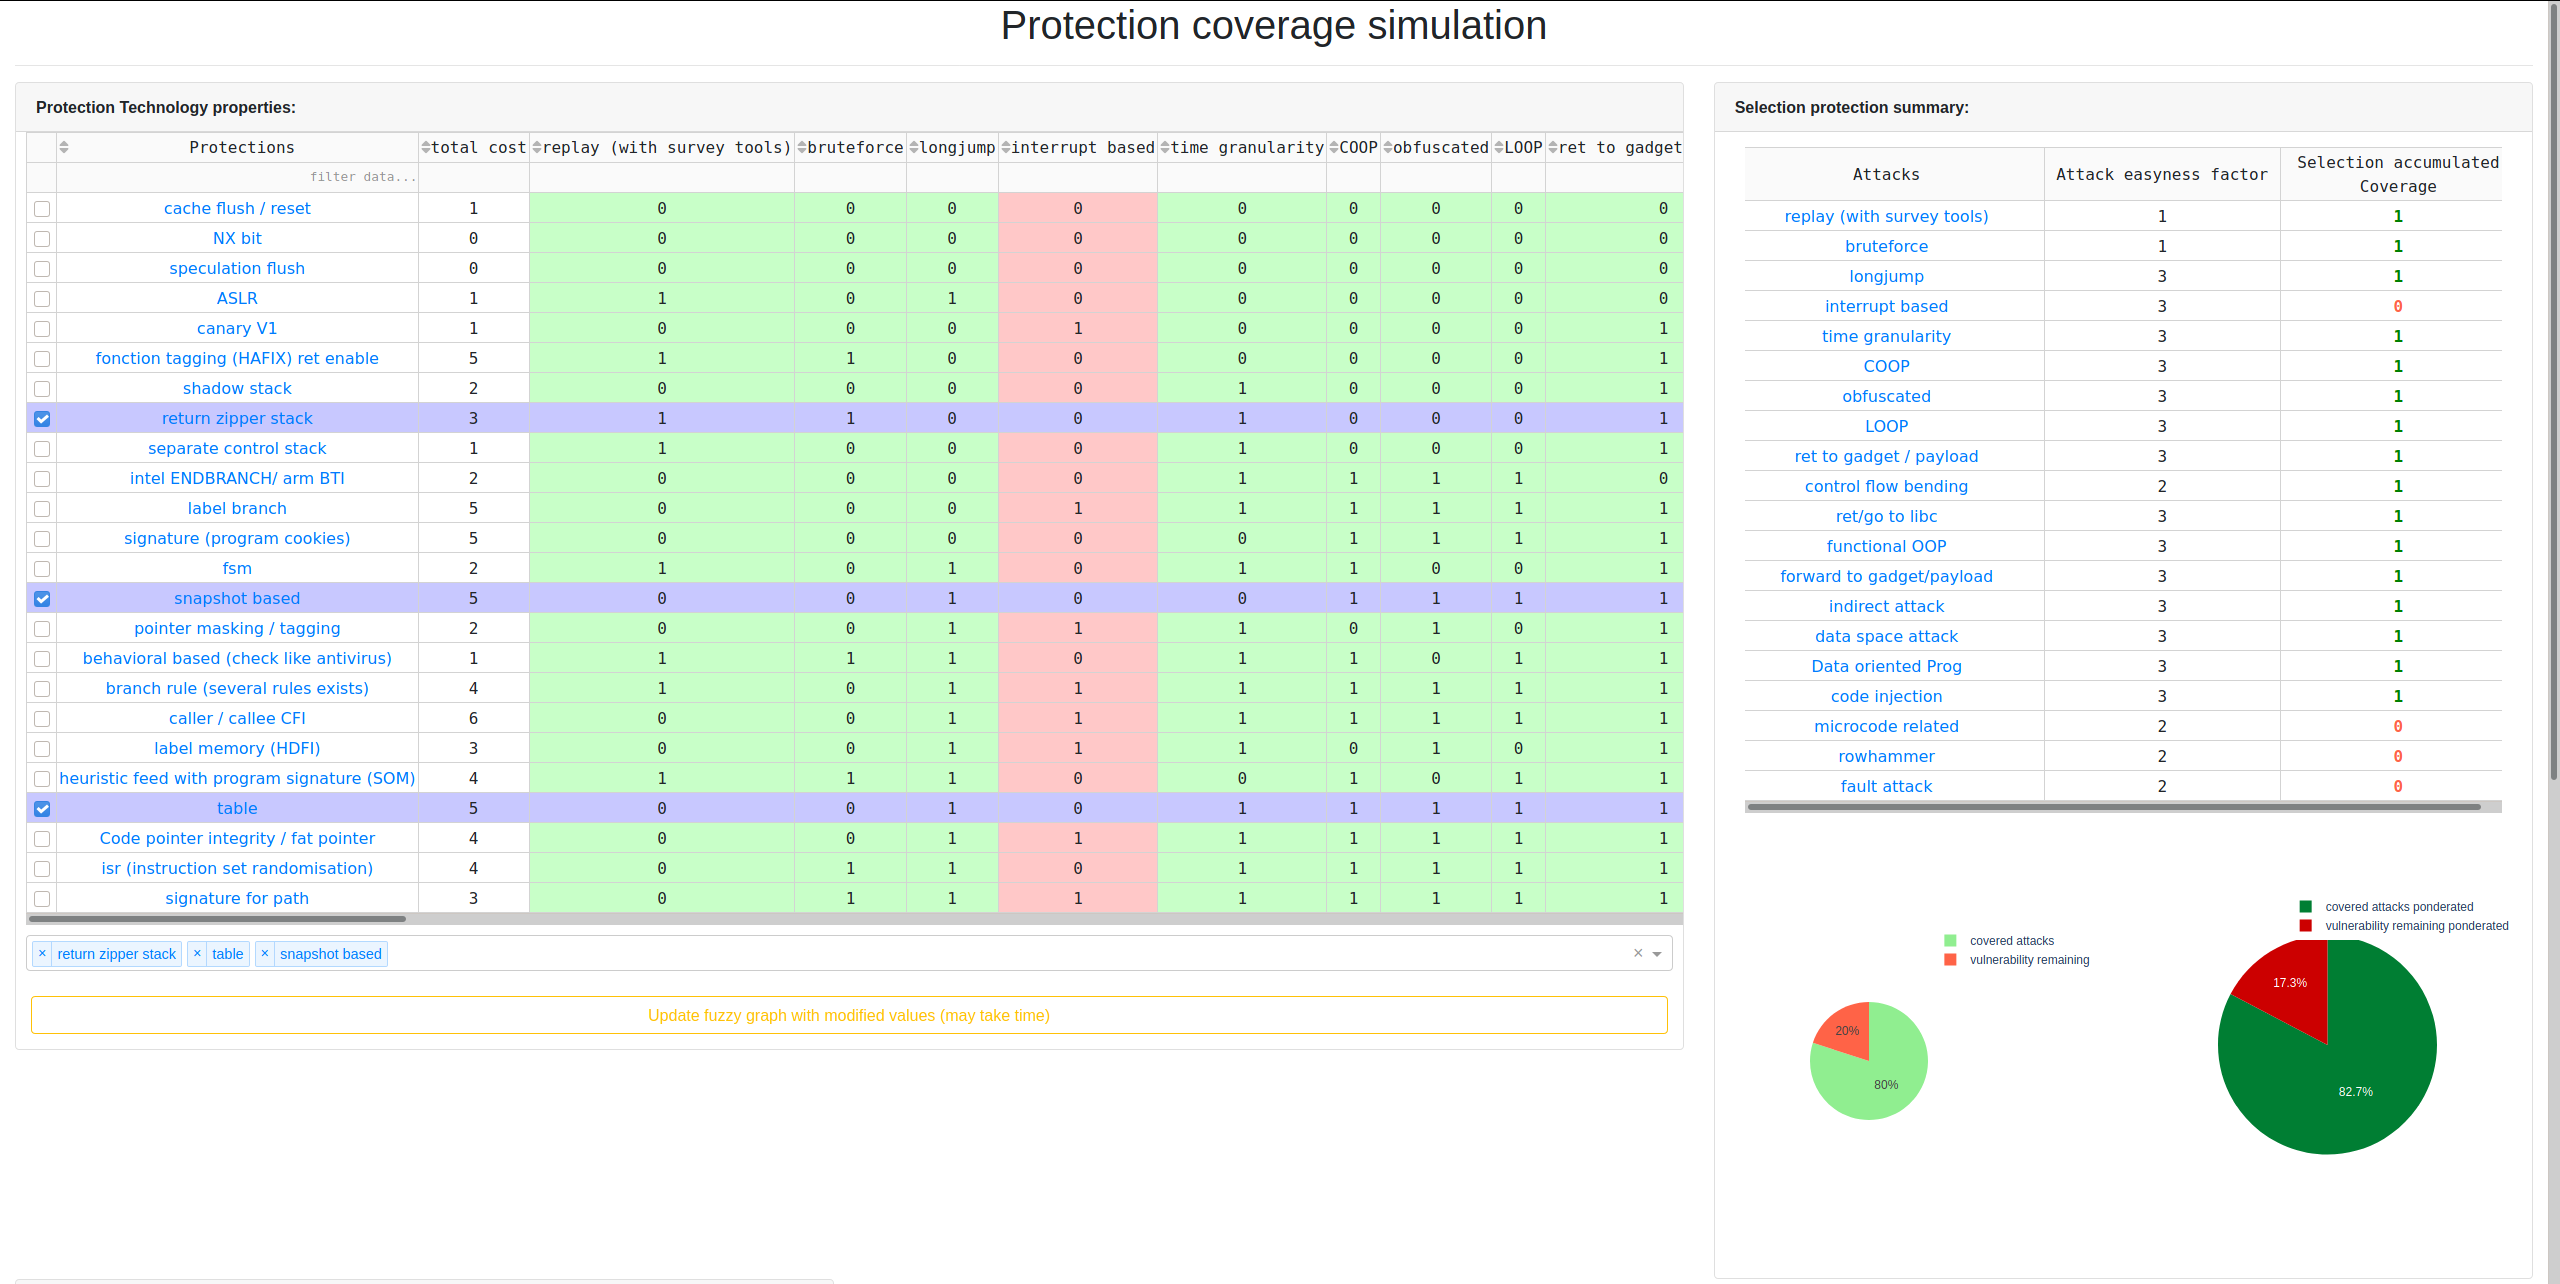 Protection coverage simulation
Protection Technology properties:
Protections total cost replay (with survey tools) bruteforce longjump interrupt based time granularity COOP obfuscated LOOP ret to gadget
filter data...
cache flush / reset 1 0 0 0 0 0 0 0 0 0
NX bit 0 0 0 0 0 0 0 0 0 0
speculation flush 0 0 0 0 0 0 0 0 0 0
ASLR 1 1 0 1 0 0 0 0 0 0
canary V1 1 0 0 0 1 0 0 0 0 1
fonction tagging (HAFIX) ret enable 5 1 1 0 0 0 0 0 0 1
shadow stack 2 0 0 0 0 1 0 0 0 1
return zipper stack 3 1 1 0 0 1 0 0 0 1
separate control stack 1 1 0 0 0 1 0 0 0 1
intel ENDBRANCH/ arm BTI 2 0 0 0 0 1 1 1 1 0
label branch 5 0 0 0 1 1 1 1 1 1
signature (program cookies) 5 0 0 0 0 0 1 1 1 1
fsm 2 1 0 1 0 1 1 0 0 1
snapshot based 5 0 0 1 0 0 1 1 1 1
pointer masking / tagging 2 0 0 1 1 1 0 1 0 1
behavioral based (check like antivirus) 1 1 1 1 0 1 1 0 1 1
branch rule (several rules exists) 4 1 0 1 1 1 1 1 1 1
caller / callee CFI 6 0 0 1 1 1 1 1 1 1
label memory (HDFI) 3 0 0 1 1 1 0 1 0 1
heuristic feed with program signature (SOM) 4 1 1 1 0 0 1 0 1 1
table 5 0 0 1 0 1 1 1 1 1
Code pointer integrity / fat pointer 4 0 0 1 1 1 1 1 1 1
isr (instruction set randomisation) 4 0 1 1 0 1 1 1 1 1
signature for path 3 0 1 1 1 1 1 1 1 1
× return zipper stack × table × snapshot based ×
Update fuzzy graph with modified values (may take time)
Selection protection summary:
Attacks Attack easyness factor Selection accumulated
Coverage
replay (with survey tools) 1 1
bruteforce 1 1
longjump 3 1
interrupt based 3 0
time granularity 3 1
COOP 3 1
obfuscated 3 1
LOOP 3 1
ret to gadget / payload 3 1
control flow bending 2 1
ret/go to libc 3 1
functional OOP 3 1
forward to gadget/payload 3 1
indirect attack 3 1
data space attack 3 1
Data oriented Prog 3 1
code injection 3 1
microcode related 2 0
rowhammer 2 0
fault attack 2 0
covered attacks
vulnerability remaining
20%
80%
covered attacks ponderated
vulnerability remaining ponderated
17.3%
82.7%